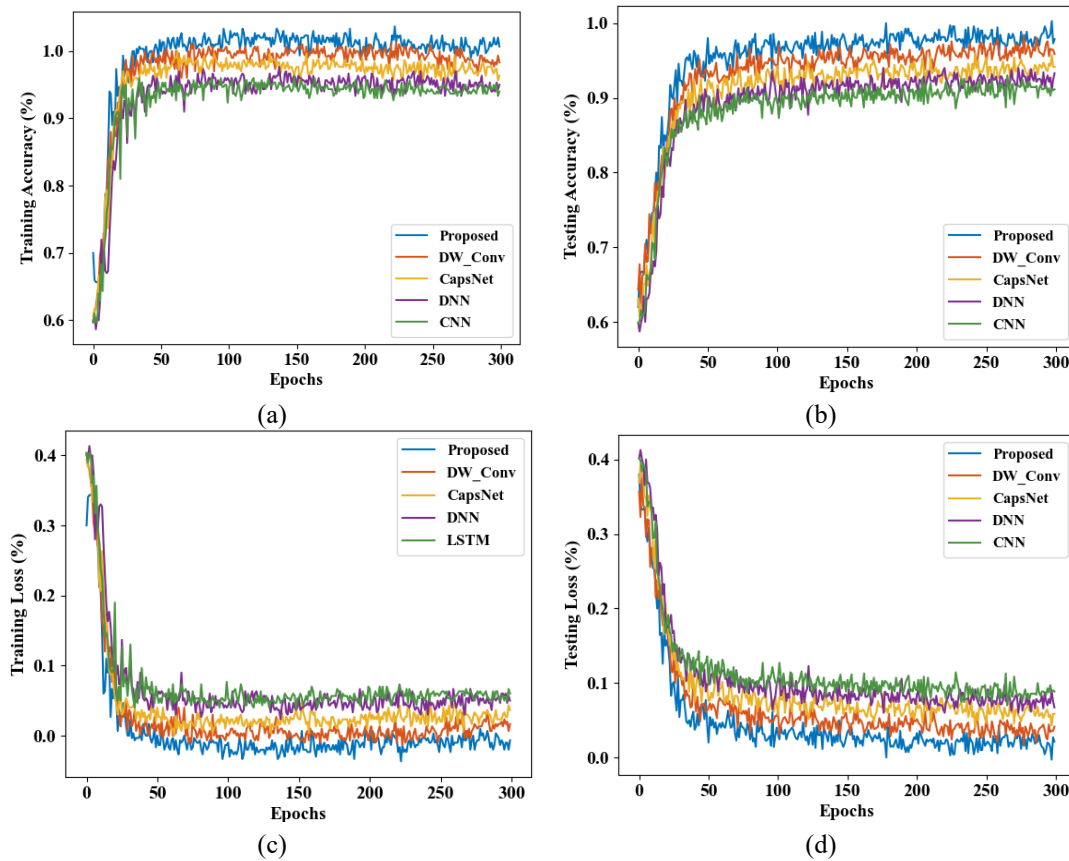 Training Accuracy (%)
1.0
0.9
0.8
0.7
0.6
Proposed
DW_Conv
CapsNet
DNN
CNN
0 50 100 150 200 250 300
Epochs
(a)
Testing Accuracy (%)
1.0
0.9
0.8
0.7
0.6
Proposed
DW_Conv
CapsNet
DNN
CNN
0 50 100 150 200 250 300
Epochs
(b)
Training Loss (%)
0.4
0.3
0.2
0.1
0.0
Proposed
DW_Conv
CapsNet
DNN
LSTM
0 50 100 150 200 250 300
Epochs
(c)
Testing Loss (%)
0.4
0.3
0.2
0.1
0.0
Proposed
DW_Conv
CapsNet
DNN
CNN
0 50 100 150 200 250 300
Epochs
(d)